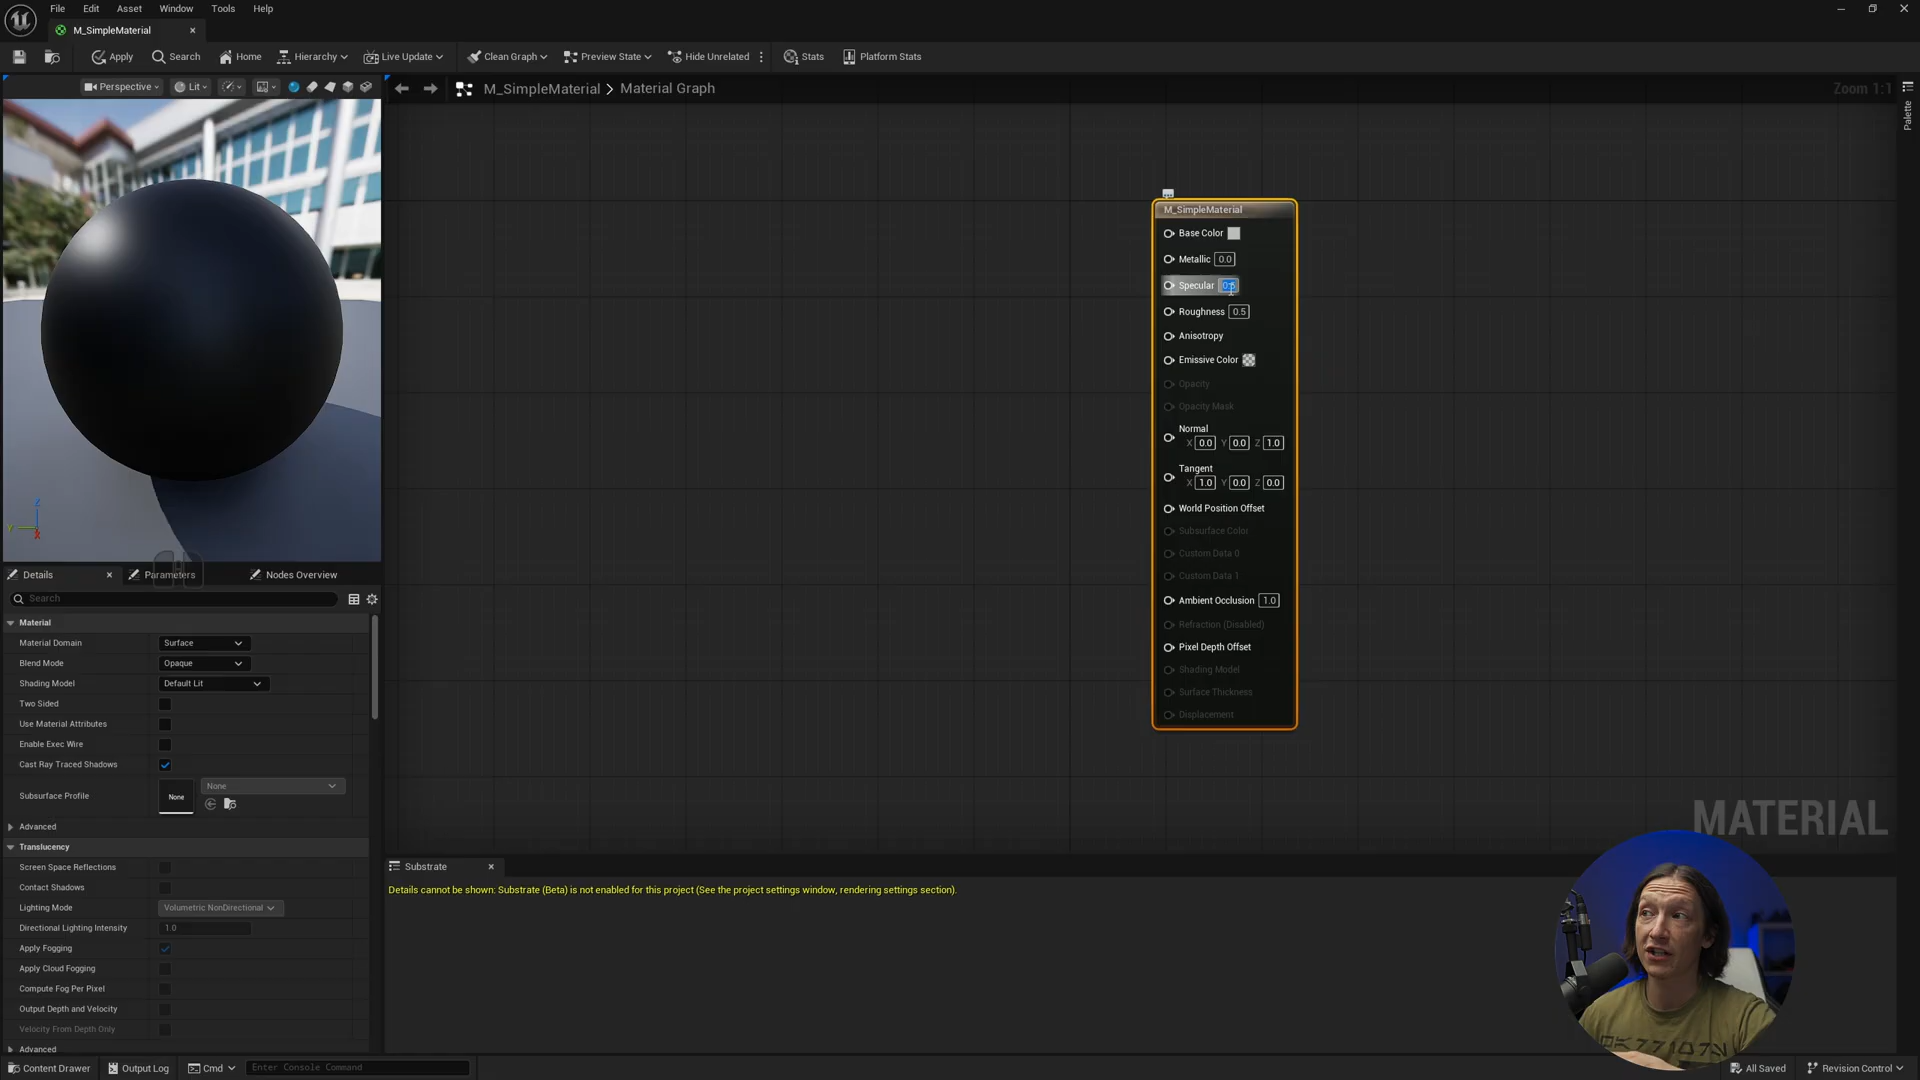 File Edit Asset Window Tools Help
M_SimpleMaterial
Apply Search Home Hierarchy Live Update Clean Graph Preview State Hide Unrelated Stats Platform Stats
Perspective Lit
M_SimpleMaterial > Material Graph
Zoom 1:1
Palette
M_SimpleMaterial
Base Color
Metallic 0.0
Specular 0.5
Roughness 0.5
Anisotropy
Emissive Color
Opacity
Opacity Mask
Normal
X 0.0 Y 0.0 Z 1.0
Tangent
X 1.0 Y 0.0 Z 0.0
World Position Offset
Subsurface Color
Custom Data 0
Custom Data 1
Ambient Occlusion 1.0
Refraction (Disabled)
Pixel Depth Offset
Shading Model
Surface Thickness
Displacement
MATERIAL
Z
Y
X
Details Parameters Nodes Overview
Search
Material
Material Domain Surface
Blend Mode Opaque
Shading Model Default Lit
Two Sided
Use Material Attributes
Enable Exec Wire
Cast Ray Traced Shadows
Subsurface Profile None None
Advanced
Translucency
Screen Space Reflections
Contact Shadows
Lighting Mode Volumetric NonDirectional
Directional Lighting Intensity 1.0
Apply Fogging
Apply Cloud Fogging
Compute Fog Per Pixel
Output Depth and Velocity
Velocity From Depth Only
Advanced
Substrate
Details cannot be shown: Substrate (Beta) is not enabled for this project (See the project settings window, rendering settings section).
Content Drawer Output Log Cmd Enter Console Command All Saved Revision Control